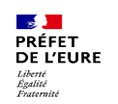 PRÉFET
DE L'EURE
Liberté
Égalité
Fraternité